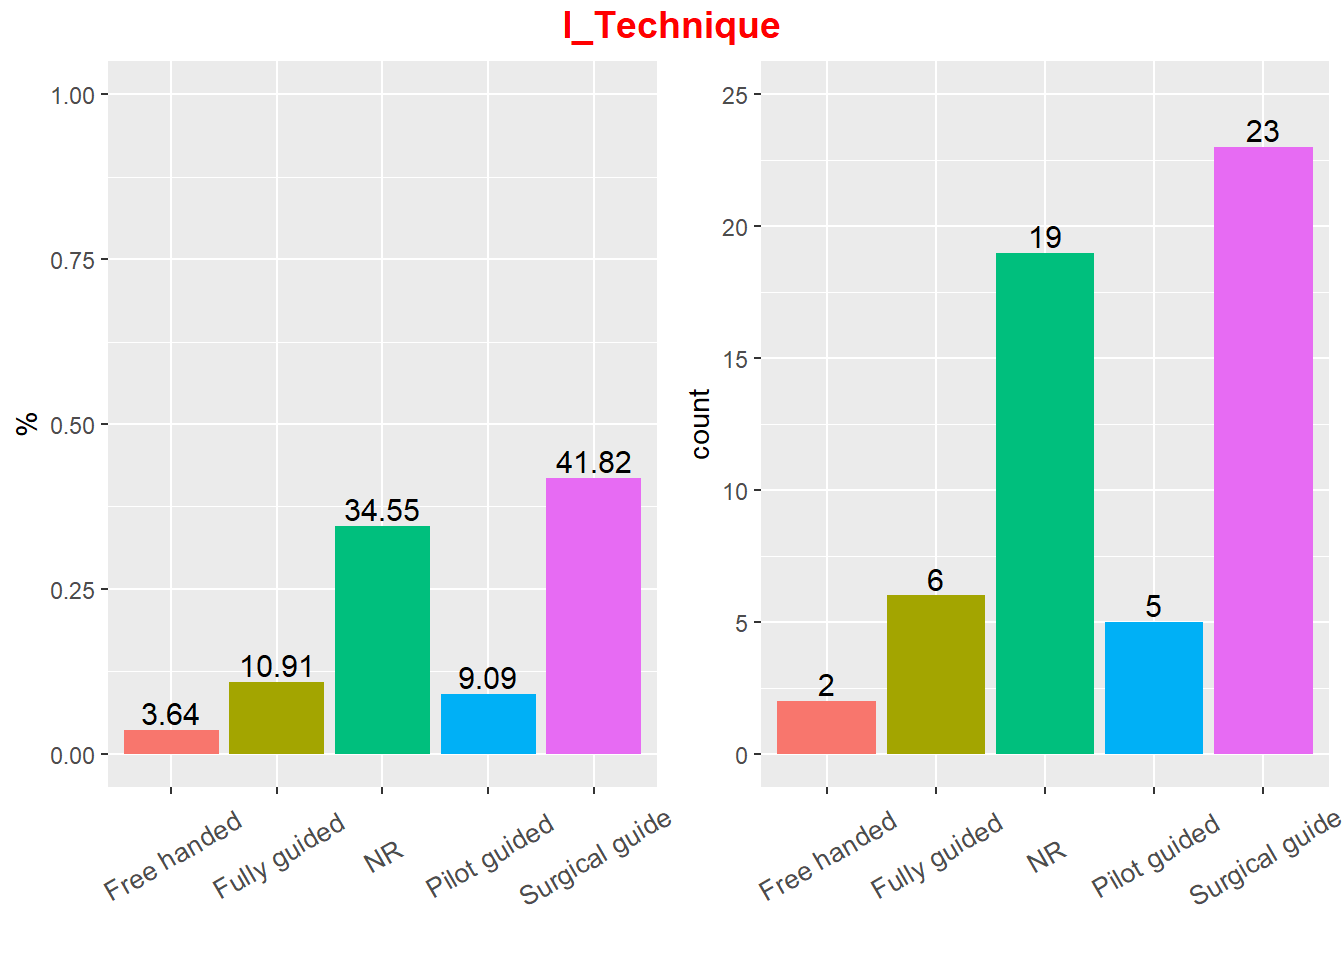 I_Technique
%
1.00
0.75
0.50
0.25
0.00
3.64
10.91
34.55
9.09
41.82
Free handed
Fully guided
NR
Pilot guided
Surgical guide
count
25
20
15
10
5
0
2
6
19
5
23
Free handed
Fully guided
NR
Pilot guided
Surgical guide